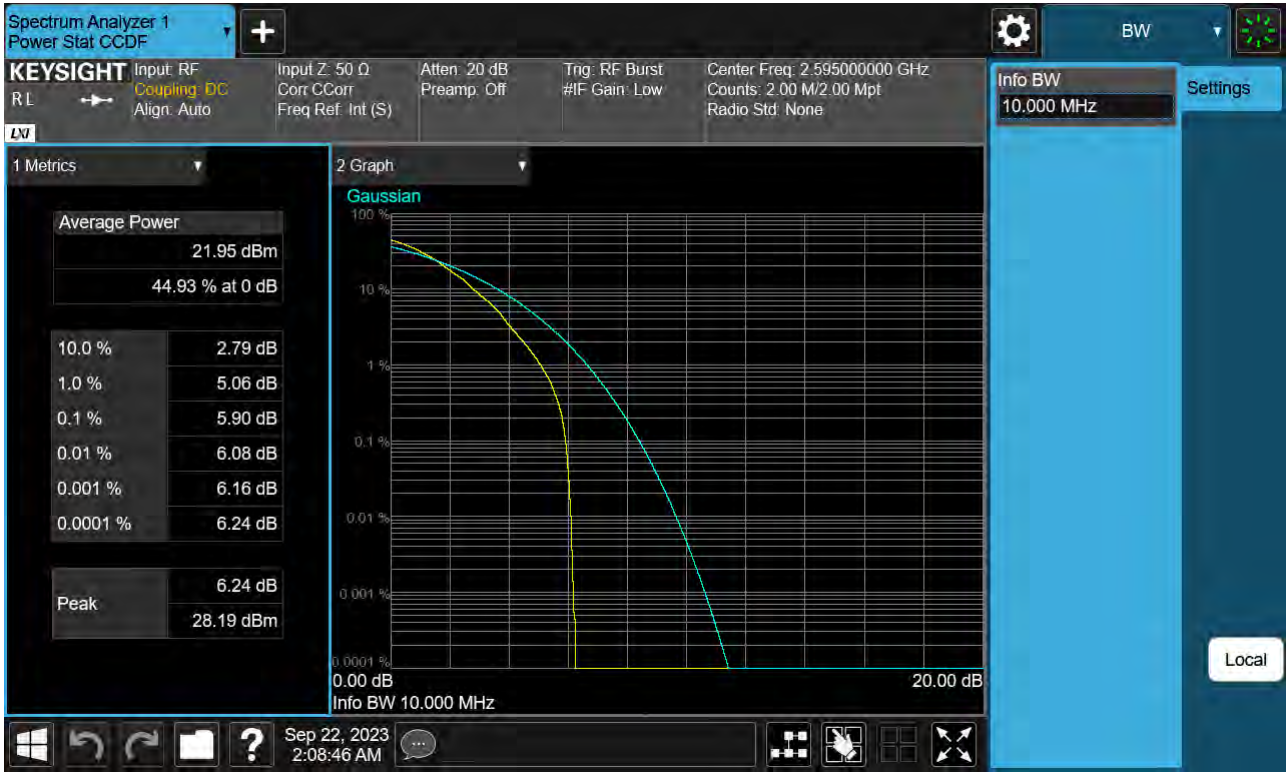 Spectrum Analyzer 1
Power Stat CCDF
BW
KEYSIGHT
RL
LXI
Input: RF
Coupling: DC
Align: Auto
Input Z: 50 Ω
Corr CCorr
Freq Ref: Int (S)
Atten: 20 dB
Preamp: Off
Trig: RF Burst
#IF Gain: Low
Center Freq: 2.595000000 GHz
Counts: 2.00 M/2.00 Mpt
Radio Std: None
Info BW
10.000 MHz
Settings
1 Metrics
Average Power
21.95 dBm
44.93 % at 0 dB
10.0 % 2.79 dB
1.0 % 5.06 dB
0.1 % 5.90 dB
0.01 % 6.08 dB
0.001 % 6.16 dB
0.0001 % 6.24 dB
Peak
6.24 dB
28.19 dBm
2 Graph
Gaussian
100 %
10 %
1 %
0.1 %
0.01 %
0.001 %
0.0001 %
0.00 dB
20.00 dB
Info BW 10.000 MHz
Local
?
Sep 22, 2023
2:08:46 AM